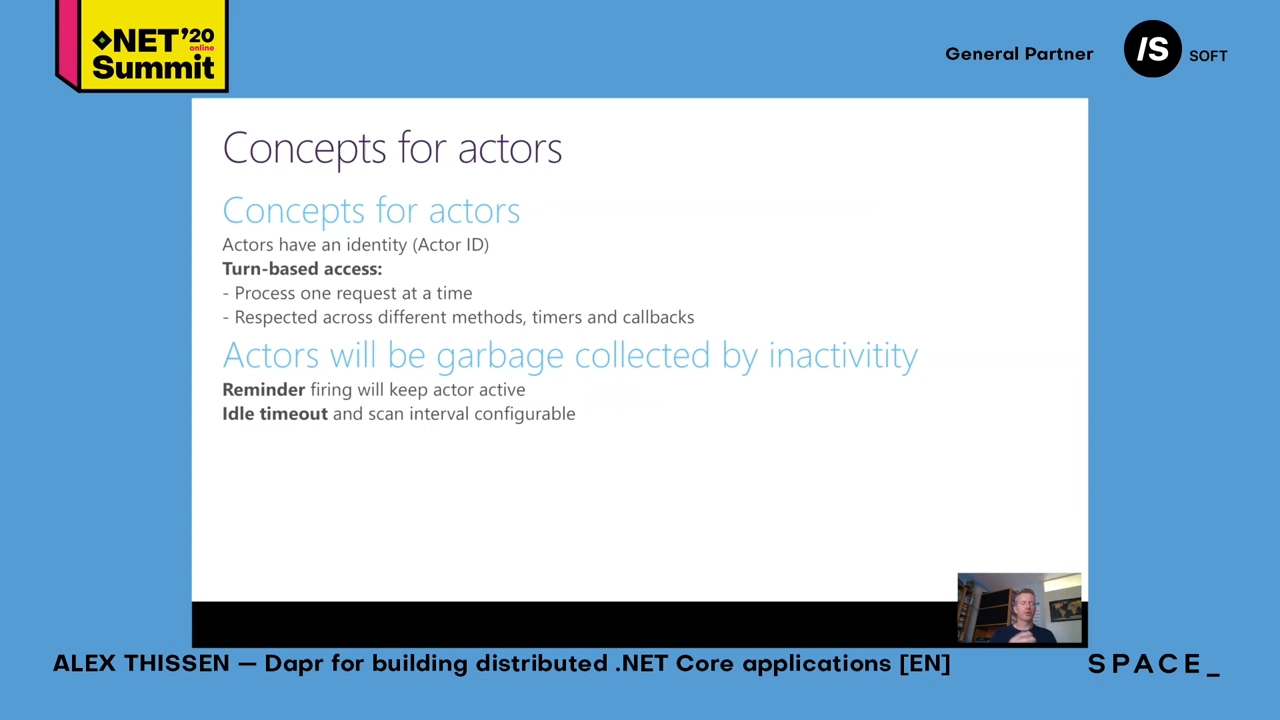 .NET'20
online
Summit
General Partner
/S
SOFT
Concepts for actors
Concepts for actors
Actors have an identity (Actor ID)
Turn-based access:
- Process one request at a time
- Respected across different methods, timers and callbacks
Actors will be garbage collected by inactivitity
Reminder firing will keep actor active
Idle timeout and scan interval configurable
ALEX THISSEN — Dapr for building distributed .NET Core applications [EN]
SPACE_